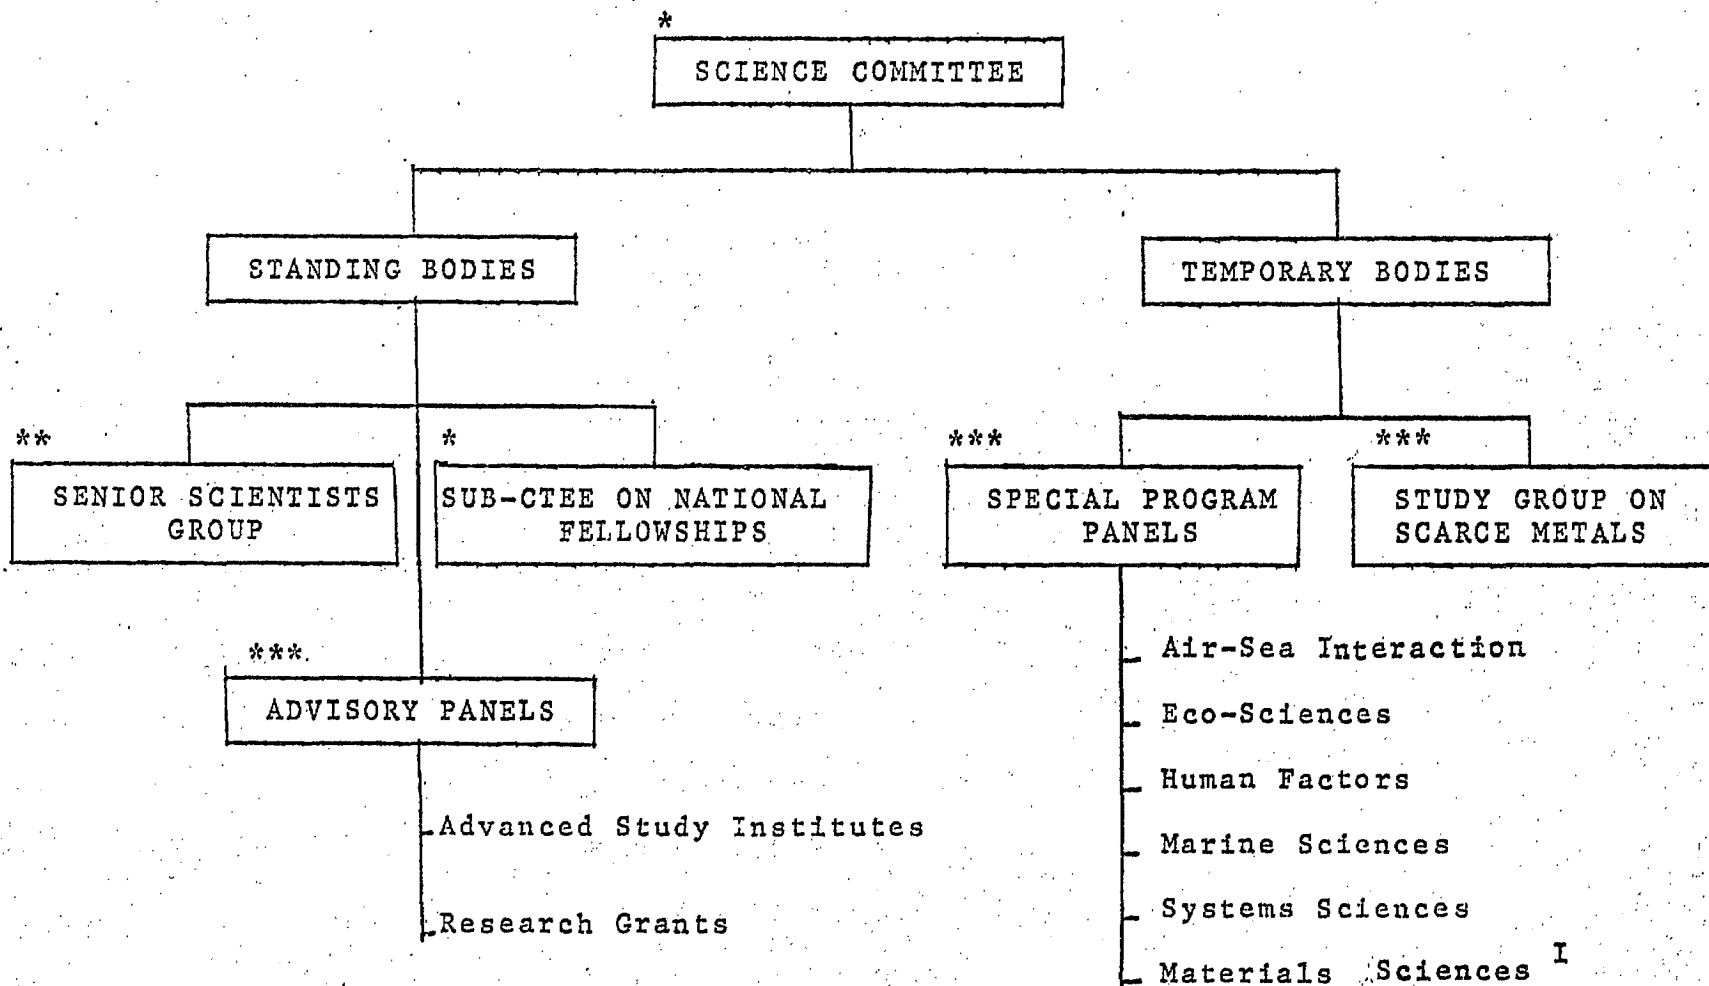 *
SCIENCE COMMITTEE
STANDING BODIES
TEMPORARY BODIES
**
SENIOR SCIENTISTS
GROUP
*
SUB-CTEE ON NATIONAL
FELLOWSHIPS
***
SPECIAL PROGRAM
PANELS
***
STUDY GROUP ON
SCARCE METALS
***
ADVISORY PANELS
Advanced Study Institutes
Research Grants
Air-Sea Interaction
Eco-Sciences
Human Factors
Marine Sciences
Systems Sciences
Materials Sciences I